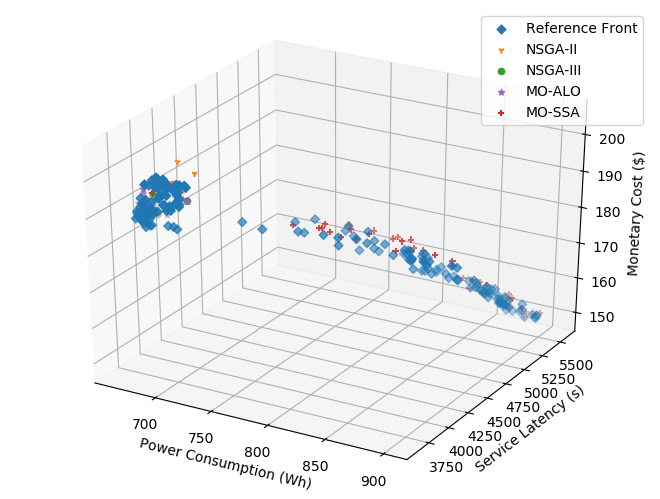 Reference Front
NSGA-II
NSGA-III
MO-ALO
MO-SSA
200
190
180
170
160
150
Monetary Cost ($)
5500
5250
5000
4750
4500
4250
4000
3750
Service Latency (s)
700
750
800
850
900
Power Consumption (Wh)